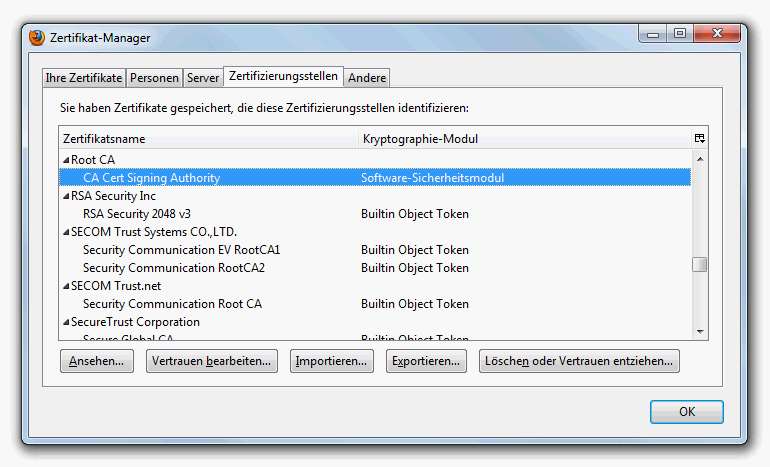 Zertifikat-Manager
Ihre Zertifikate Personen Server Zertifizierungsstellen Andere
Sie haben Zertifikate gespeichert, die diese Zertifizierungsstellen identifizieren:
Zertifikatsname Kryptographie-Modul
Root CA
CA Cert Signing Authority Software-Sicherheitsmodul
RSA Security Inc
RSA Security 2048 v3 Builtin Object Token
SECOM Trust Systems CO.,LTD.
Security Communication EV RootCA1 Builtin Object Token
Security Communication RootCA2 Builtin Object Token
SECOM Trust.net
Security Communication Root CA Builtin Object Token
SecureTrust Corporation
Secure Global CA Builtin Object Token
Ansehen... Vertrauen bearbeiten... Importieren... Exportieren... Löschen oder Vertrauen entziehen...
OK